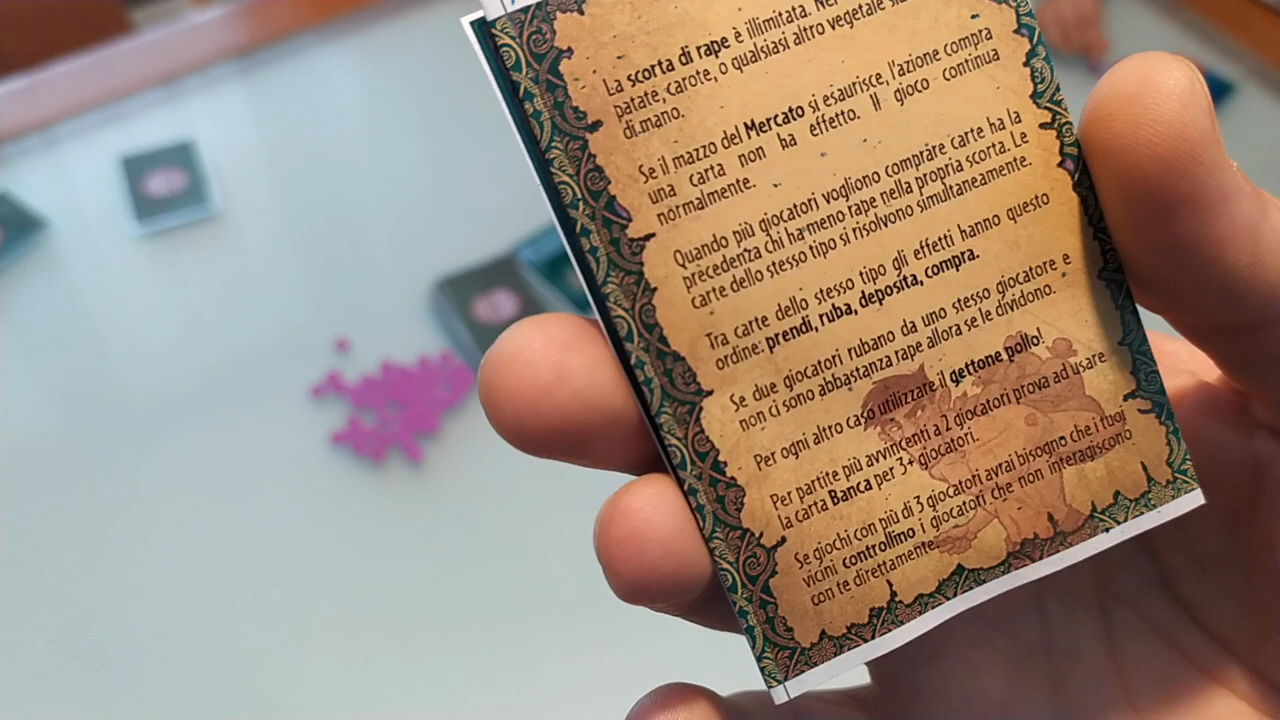 La scorta di rape è illimitata.
patate, carote, o qualsiasi altro vegetale
di mano.
Se il mazzo del Mercato si esaurisce, l'azione compra
una carta non ha effetto. Il gioco continua
normalmente.
Quando più giocatori vogliono comprare carte ha la
precedenza chi ha meno rape nella propria scorta. Le
carte dello stesso tipo si risolvono simultaneamente.
Tra carte dello stesso tipo gli effetti hanno questo
ordine: prendi, ruba, deposita, compra.
Se due giocatori rubano da uno stesso giocatore e
non ci sono abbastanza rape allora se le dividono.
Per ogni altro caso utilizzare il gettone pollo!
Per partite più avvincenti a 2 giocatori prova ad usare
la carta Banca per 3+ giocatori.
Se giochi con più di 3 giocatori avrai bisogno che i tuoi
vicini controllino i giocatori che non interagiscono
con te direttamente.